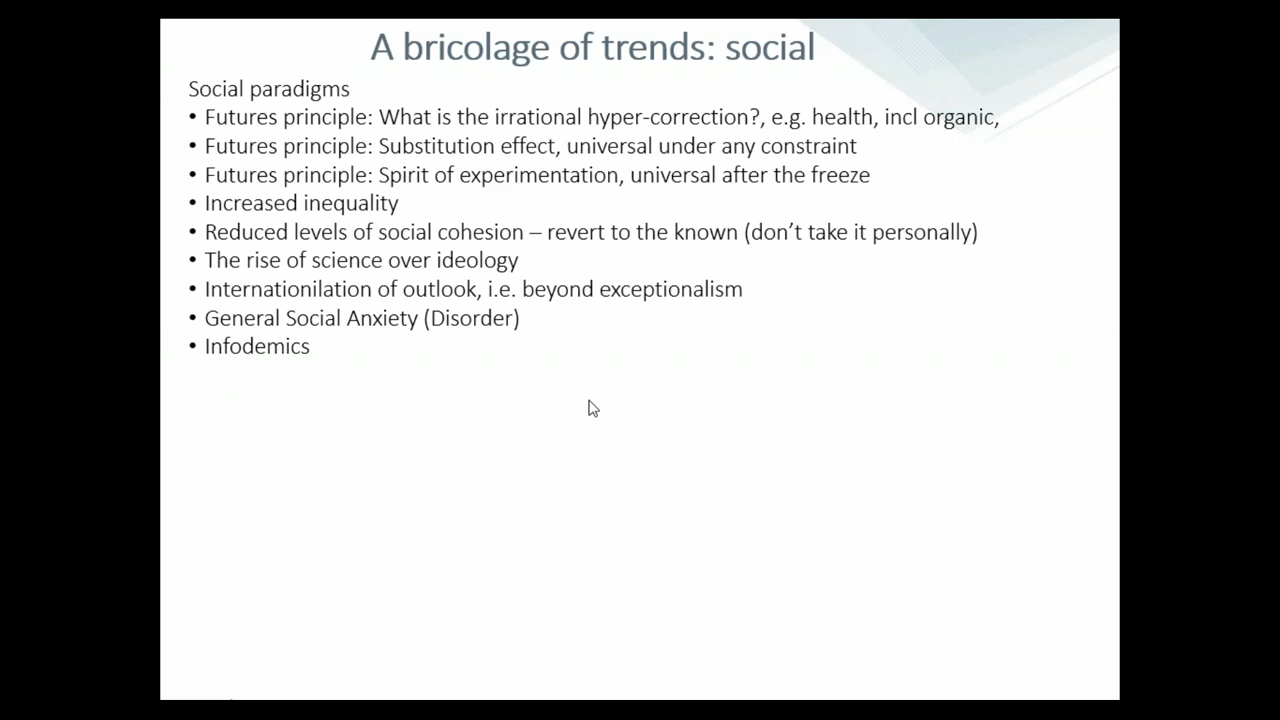 A bricolage of trends: social
Social paradigms
• Futures principle: What is the irrational hyper-correction?, e.g. health, incl organic,
• Futures principle: Substitution effect, universal under any constraint
• Futures principle: Spirit of experimentation, universal after the freeze
• Increased inequality
• Reduced levels of social cohesion – revert to the known (don’t take it personally)
• The rise of science over ideology
• Internationilation of outlook, i.e. beyond exceptionalism
• General Social Anxiety (Disorder)
• Infodemics